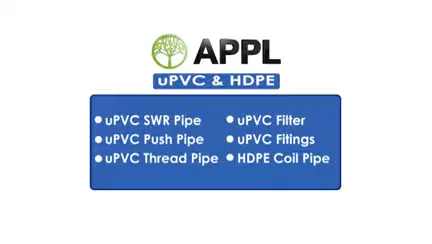 APPL
uPVC & HDPE
uPVC SWR Pipe
uPVC Push Pipe
uPVC Thread Pipe
uPVC Filter
uPVC Fitings
HDPE Coil Pipe